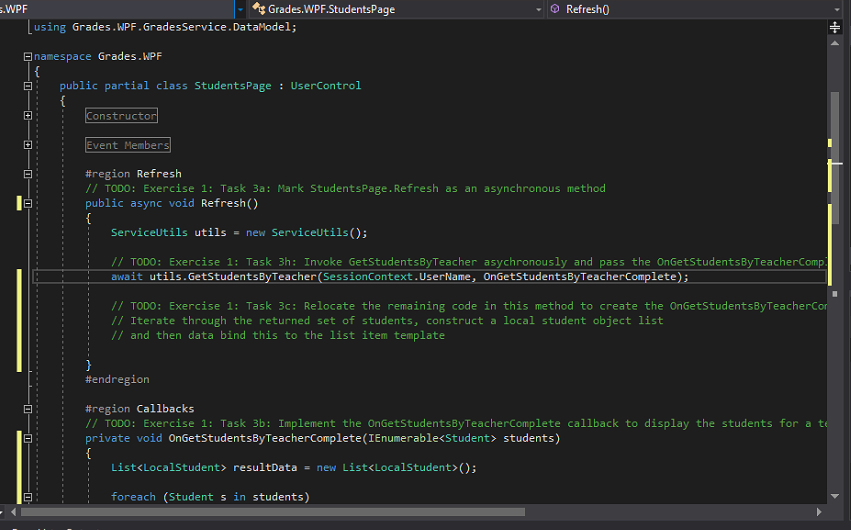 s.WPF
Grades.WPF.StudentsPage
Refresh()
using Grades.WPF.GradesService.DataModel;
namespace Grades.WPF
{
public partial class StudentsPage : UserControl
{
Constructor
Event Members
#region Refresh
// TODO: Exercise 1: Task 3a: Mark StudentsPage.Refresh as an asynchronous method
public async void Refresh()
{
ServiceUtils utils = new ServiceUtils();
// TODO: Exercise 1: Task 3h: Invoke GetStudentsByTeacher asychronously and pass the OnGetStudentsByTeacherCompl
await utils.GetStudentsByTeacher(SessionContext.UserName, OnGetStudentsByTeacherComplete);
// TODO: Exercise 1: Task 3c: Relocate the remaining code in this method to create the OnGetStudentsByTeacherCom
// Iterate through the returned set of students, construct a local student object list
// and then data bind this to the list item template
}
#endregion
#region Callbacks
// TODO: Exercise 1: Task 3b: Implement the OnGetStudentsByTeacherComplete callback to display the students for a te
private void OnGetStudentsByTeacherComplete(IEnumerable<Student> students)
{
List<LocalStudent> resultData = new List<LocalStudent>();
foreach (Student s in students)